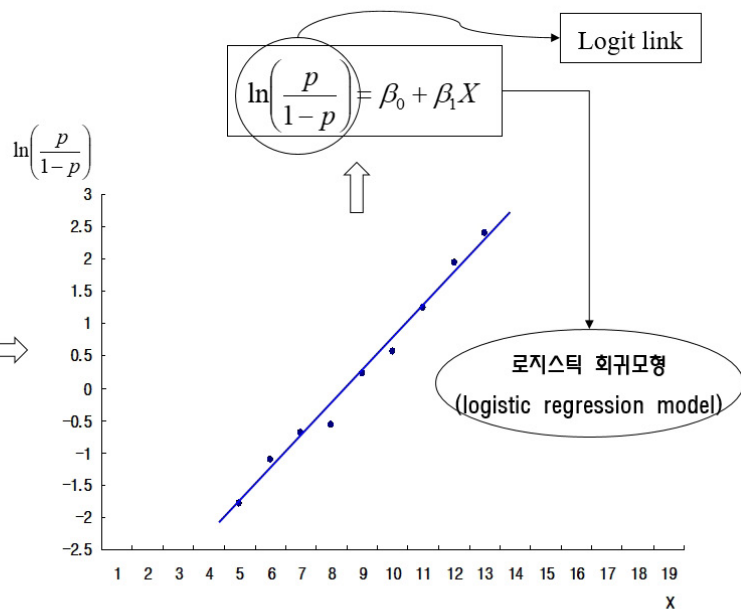 Logit link
ln(p/(1−p)) = β₀ + β₁X
ln(p/(1−p))
3
2.5
2
1.5
1
0.5
0
−0.5
−1
−1.5
−2
−2.5
로지스틱 회귀모형
(logistic regression model)
1 2 3 4 5 6 7 8 9 10 11 12 13 14 15 16 17 18 19
X